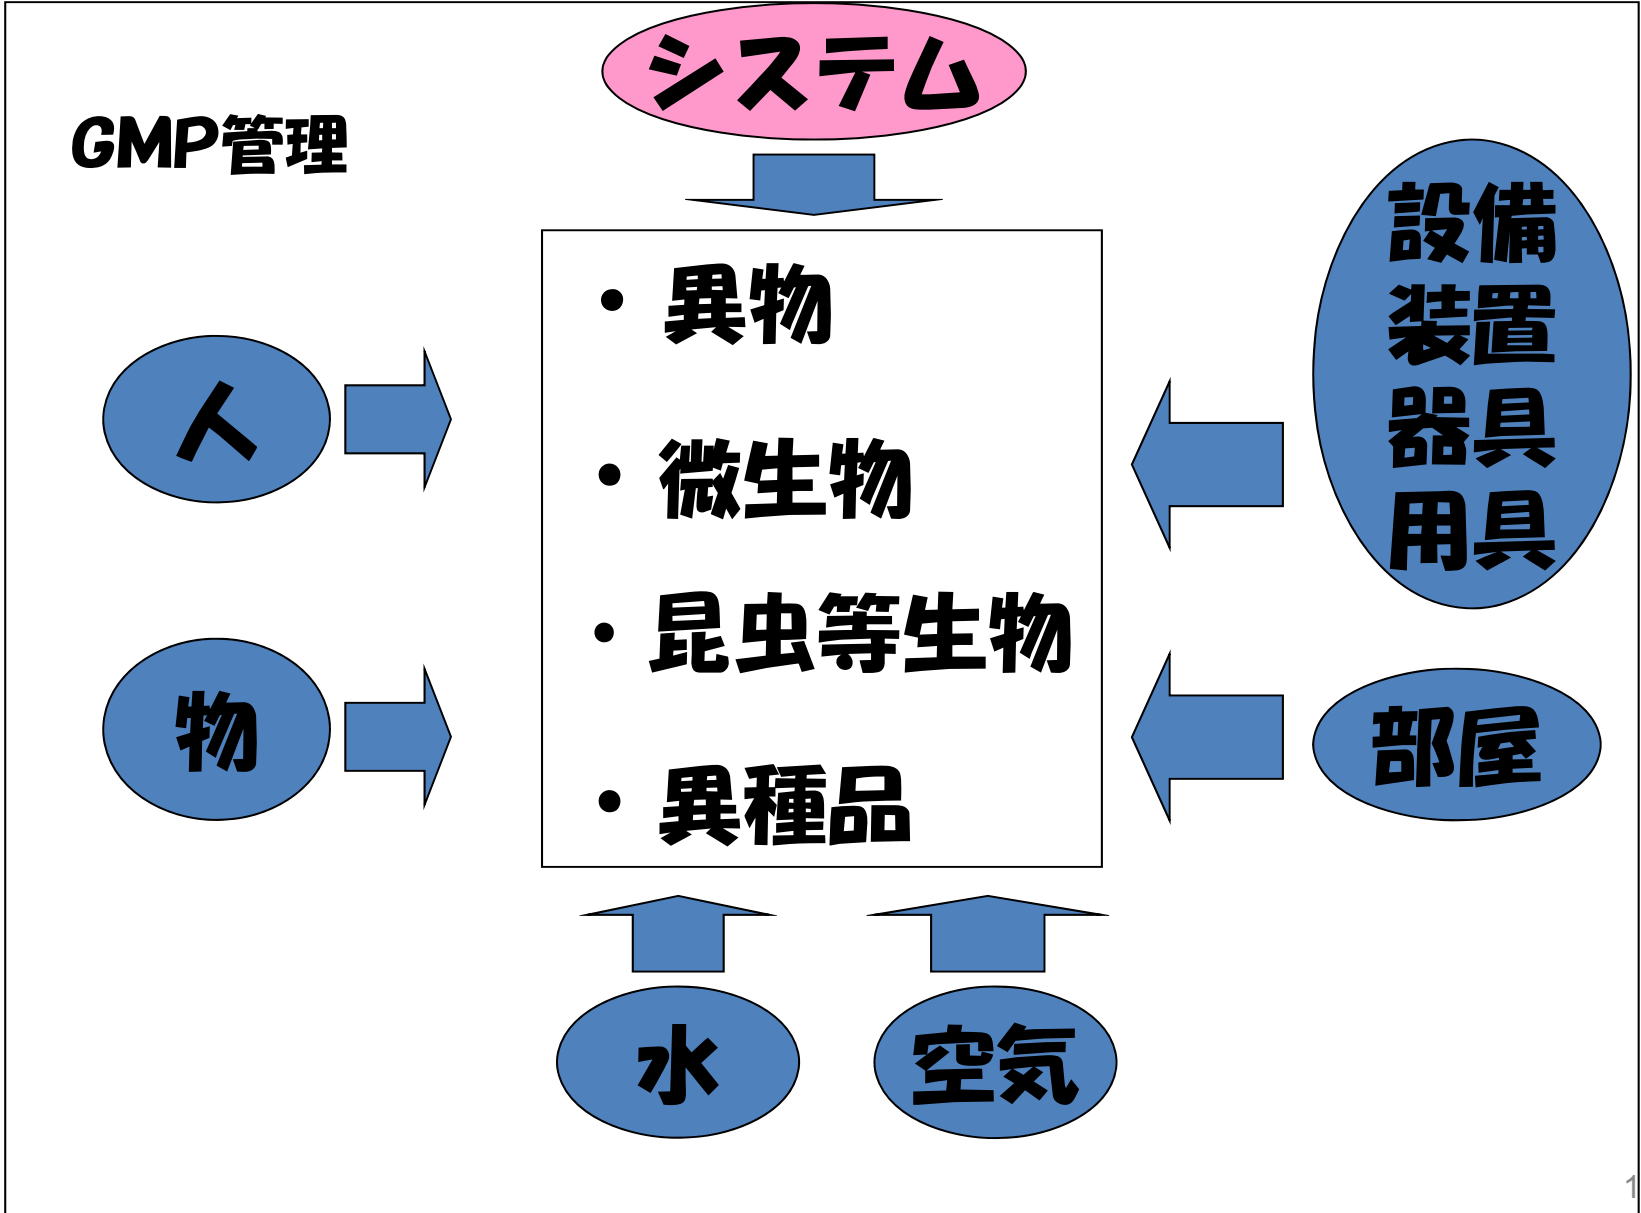 システム
GMP管理
設備
装置
器具
用具
・異物
・微生物
・昆虫等生物
・異種品
人
物
部屋
水
空気
1